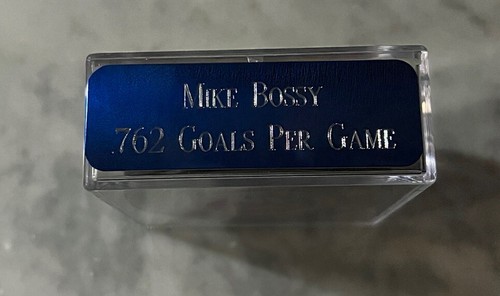 Mike Bossy
.762 Goals Per Game